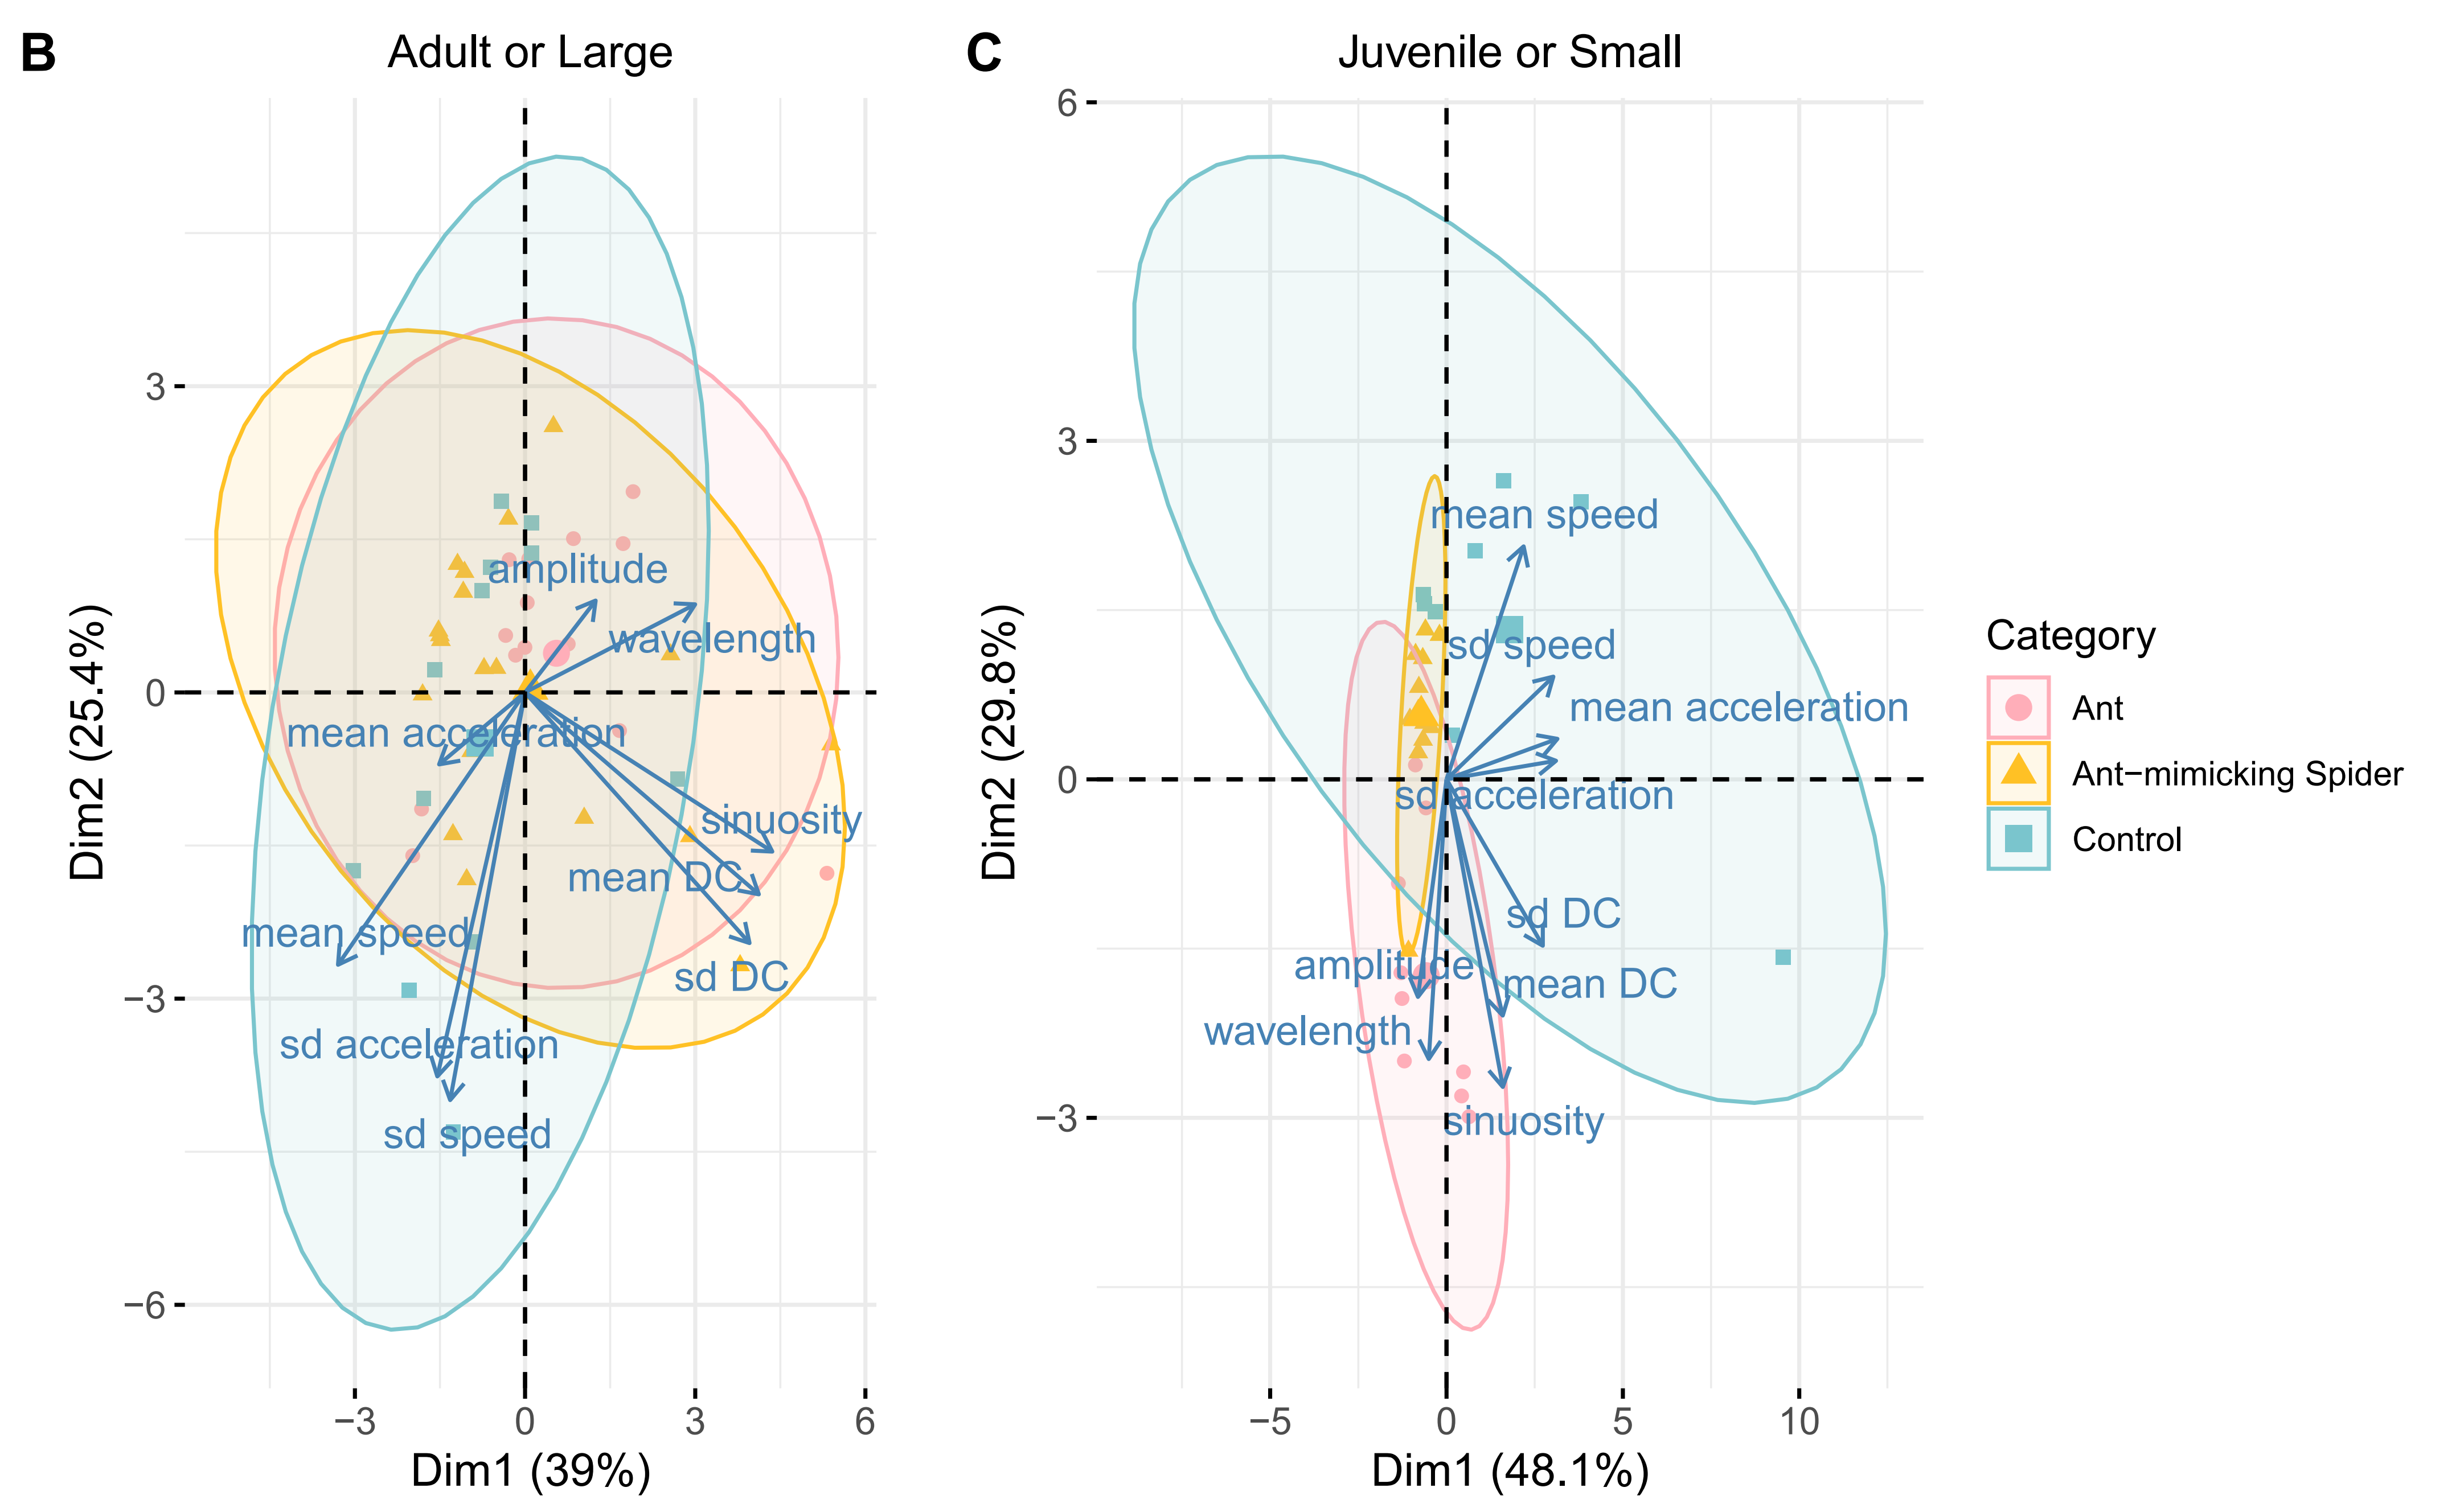 B
Adult or Large
3
0
−3
−6
−3
0
3
6
Dim1 (39%)
Dim2 (25.4%)
amplitude
wavelength
mean acceleration
sinuosity
mean DC
mean speed
sd DC
sd acceleration
sd speed
C
Juvenile or Small
6
3
0
−3
−5
0
5
10
Dim1 (48.1%)
Dim2 (29.8%)
mean speed
sd speed
mean acceleration
sd acceleration
sd DC
amplitude
mean DC
wavelength
sinuosity
Category
Ant
Ant−mimicking Spider
Control